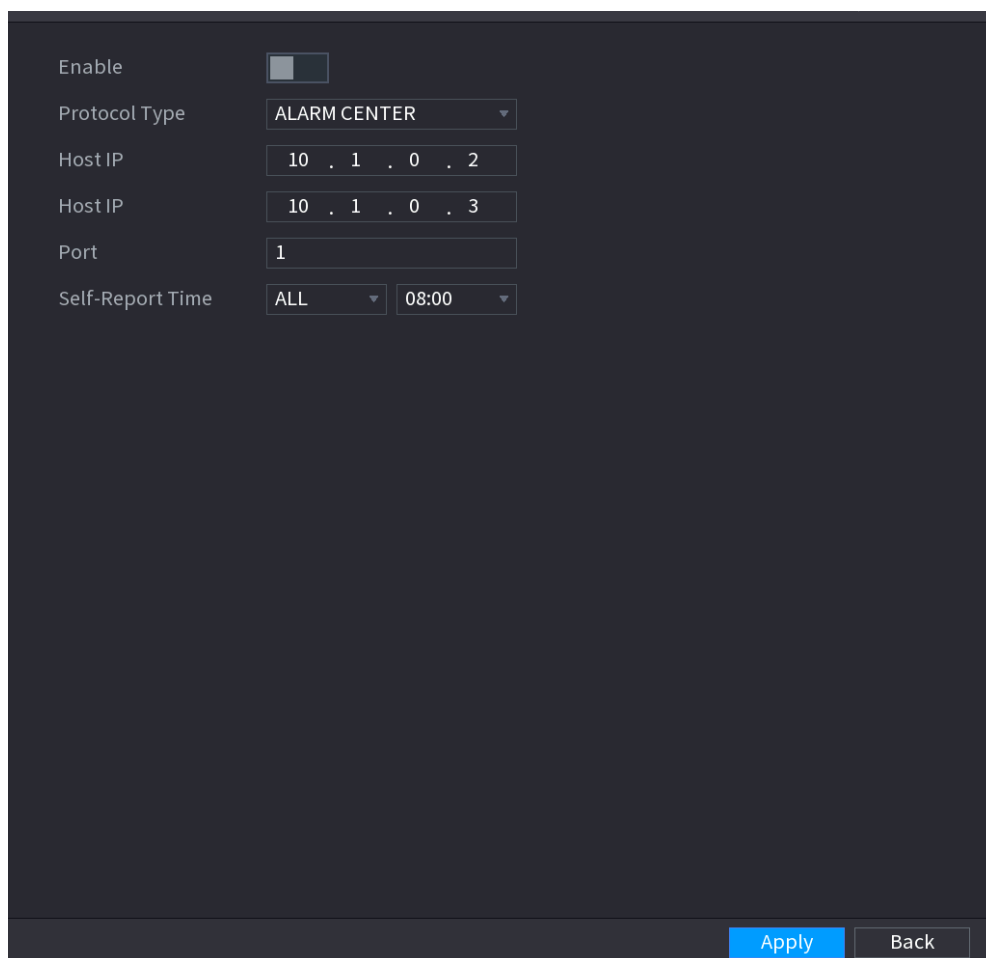 Enable
Protocol Type ALARM CENTER
Host IP 10 . 1 . 0 . 2
Host IP 10 . 1 . 0 . 3
Port 1
Self-Report Time ALL 08:00
Apply Back